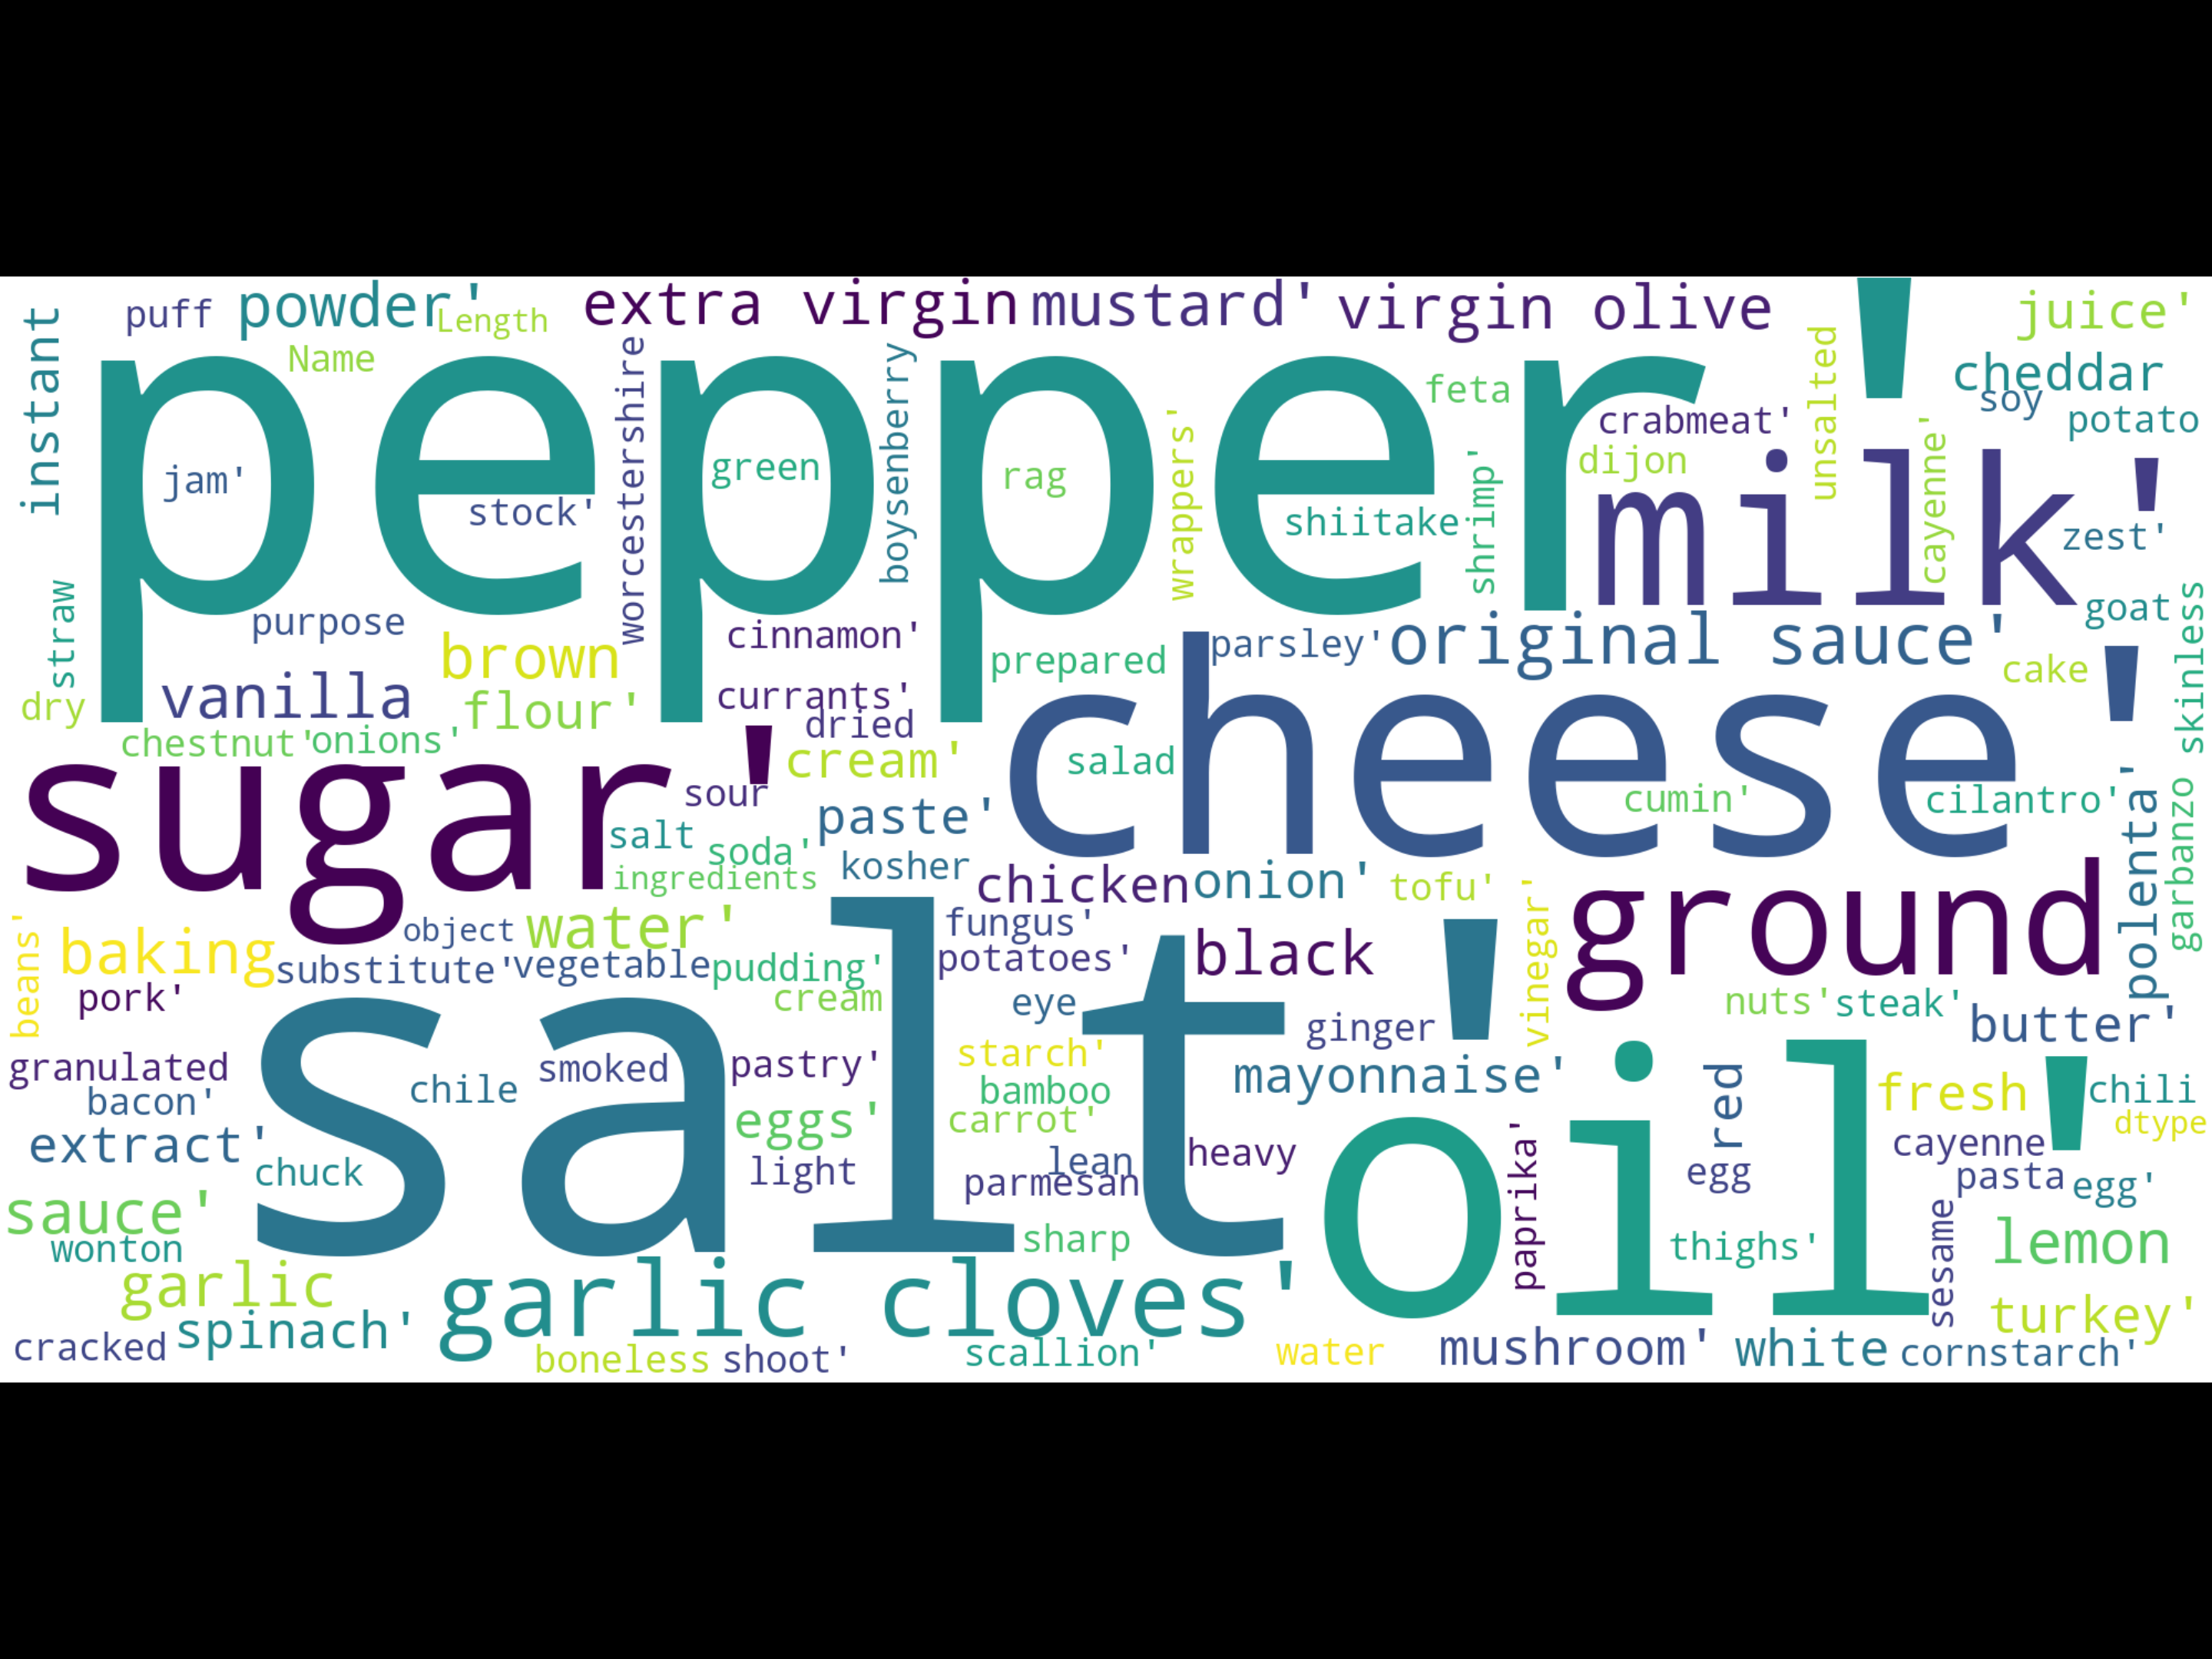 puff
powder'
Length
extra virgin
mustard'
virgin olive
juice'
instant
Name
worcestershire
boysenberry
pepper'
feta
unsalted
cheddar
soy
crabmeat'
potato
jam'
stock'
green
rag
wrappers'
shiitake
shrimp'
dijon
milk'
cayenne'
zest'
straw
purpose
brown
cinnamon'
prepared
parsley'
original sauce'
goat
skinless
dry
vanilla
flour'
currants'
dried
cake
chestnut'
onions'
cream'
salad
cheese'
sugar'
sour
paste'
cumin'
cilantro'
salt
soda'
kosher
ingredients
chicken
onion'
tofu'
polenta'
garbanzo
beans'
baking
object
water'
fungus'
black
vinegar'
ground
substitute'
vegetable
pudding'
potatoes'
pork'
cream
eye
ginger
nuts'
steak'
butter'
granulated
salt'
smoked
pastry'
starch'
mayonnaise'
red
fresh
chili
bacon'
chile
bamboo
dtype
extract'
eggs'
carrot'
heavy
cayenne
chuck
light
lean
parmesan
paprika'
oil'
egg
pasta
egg'
sauce'
wonton
sharp
thighs'
sesame
lemon
garlic
garlic cloves'
turkey'
cracked
spinach'
boneless
shoot'
scallion'
water
mushroom'
white
cornstarch'